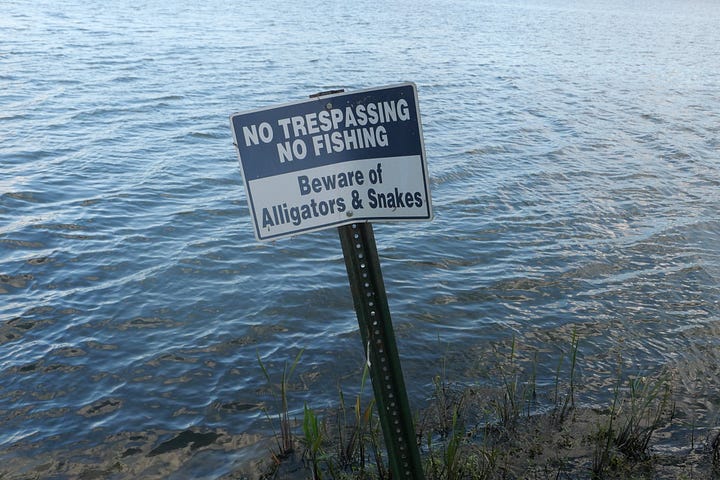 NO TRESPASSING
NO FISHING
Beware of
Alligators & Snakes